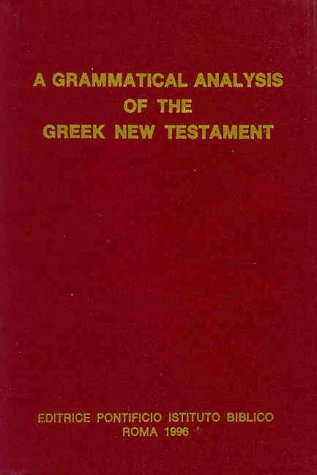 A GRAMMATICAL ANALYSIS
OF THE
GREEK NEW TESTAMENT
EDITRICE PONTIFICIO ISTITUTO BIBLICO
ROMA 1996